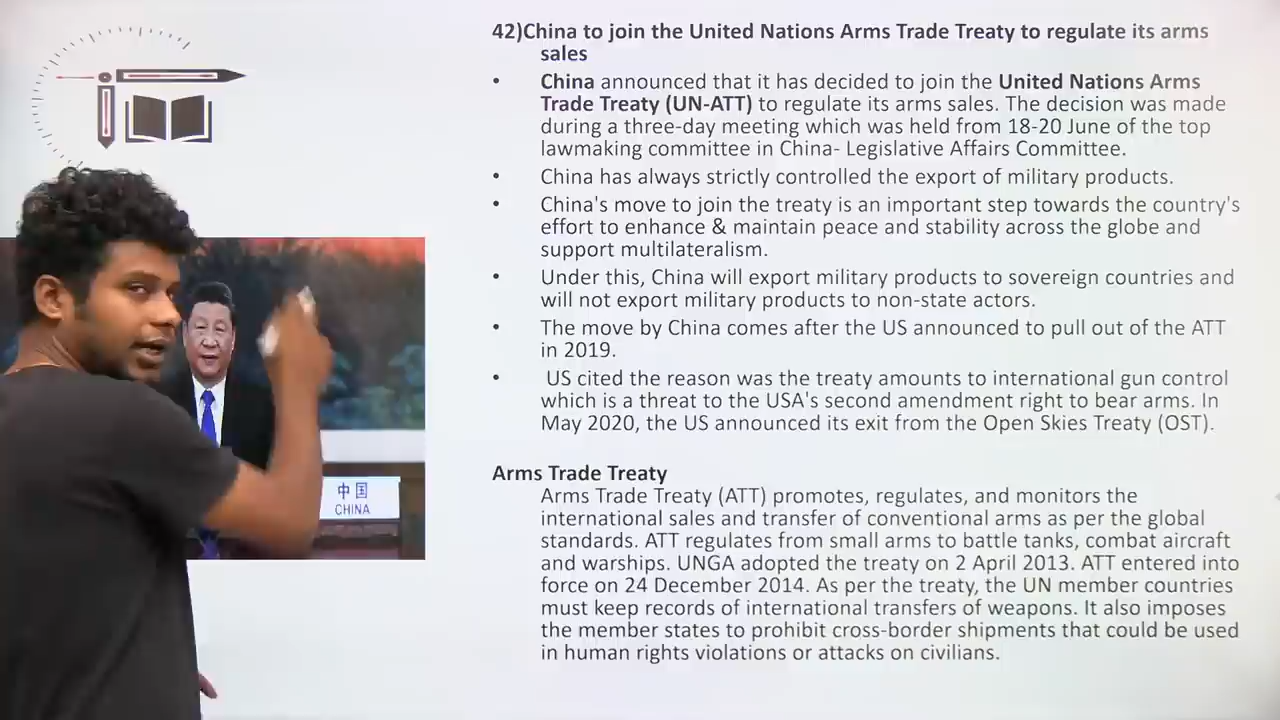 42)China to join the United Nations Arms Trade Treaty to regulate its arms
sales
• China announced that it has decided to join the United Nations Arms
Trade Treaty (UN-ATT) to regulate its arms sales. The decision was made
during a three-day meeting which was held from 18-20 June of the top
lawmaking committee in China- Legislative Affairs Committee.
• China has always strictly controlled the export of military products.
• China's move to join the treaty is an important step towards the country's
effort to enhance & maintain peace and stability across the globe and
support multilateralism.
• Under this, China will export military products to sovereign countries and
will not export military products to non-state actors.
• The move by China comes after the US announced to pull out of the ATT
in 2019.
• US cited the reason was the treaty amounts to international gun control
which is a threat to the USA's second amendment right to bear arms. In
May 2020, the US announced its exit from the Open Skies Treaty (OST).
Arms Trade Treaty
Arms Trade Treaty (ATT) promotes, regulates, and monitors the
international sales and transfer of conventional arms as per the global
standards. ATT regulates from small arms to battle tanks, combat aircraft
and warships. UNGA adopted the treaty on 2 April 2013. ATT entered into
force on 24 December 2014. As per the treaty, the UN member countries
must keep records of international transfers of weapons. It also imposes
the member states to prohibit cross-border shipments that could be used
in human rights violations or attacks on civilians.
中国
CHINA